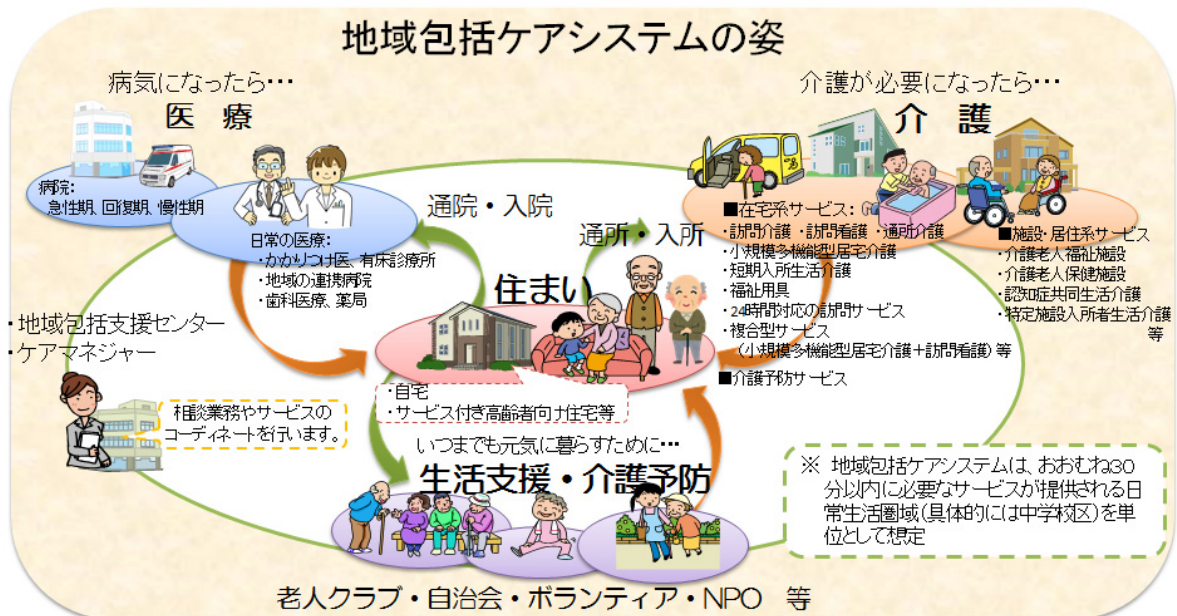 地域包括ケアシステムの姿
病気になったら･･･
医 療
介護が必要になったら･･･
介 護
病院:
急性期、回復期、慢性期
日常の医療:
・かかりつけ医、有床診療所
・地域の連携病院
・歯科医療、薬局
通院・入院
通所・入所
住まい
■在宅系サービス:
・訪問介護 ・訪問看護 ・通所介護
・小規模多機能型居宅介護
・短期入所生活介護
・福祉用具
・24時間対応の訪問サービス
・複合型サービス
(小規模多機能型居宅介護+訪問看護)等
■介護予防サービス
■施設・居住系サービス
・介護老人福祉施設
・介護老人保健施設
・認知症共同生活介護
・特定施設入所者生活介護
等
・地域包括支援センター
・ケアマネジャー
相談業務やサービスの
コーディネートを行います。
・自宅
・サービス付き高齢者向け住宅等
いつまでも元気に暮らすために･･･
生活支援・介護予防
※ 地域包括ケアシステムは、おおむね30
分以内に必要なサービスが提供される日
常生活圏域(具体的には中学校区)を単
位として想定
老人クラブ・自治会・ボランティア・NPO 等